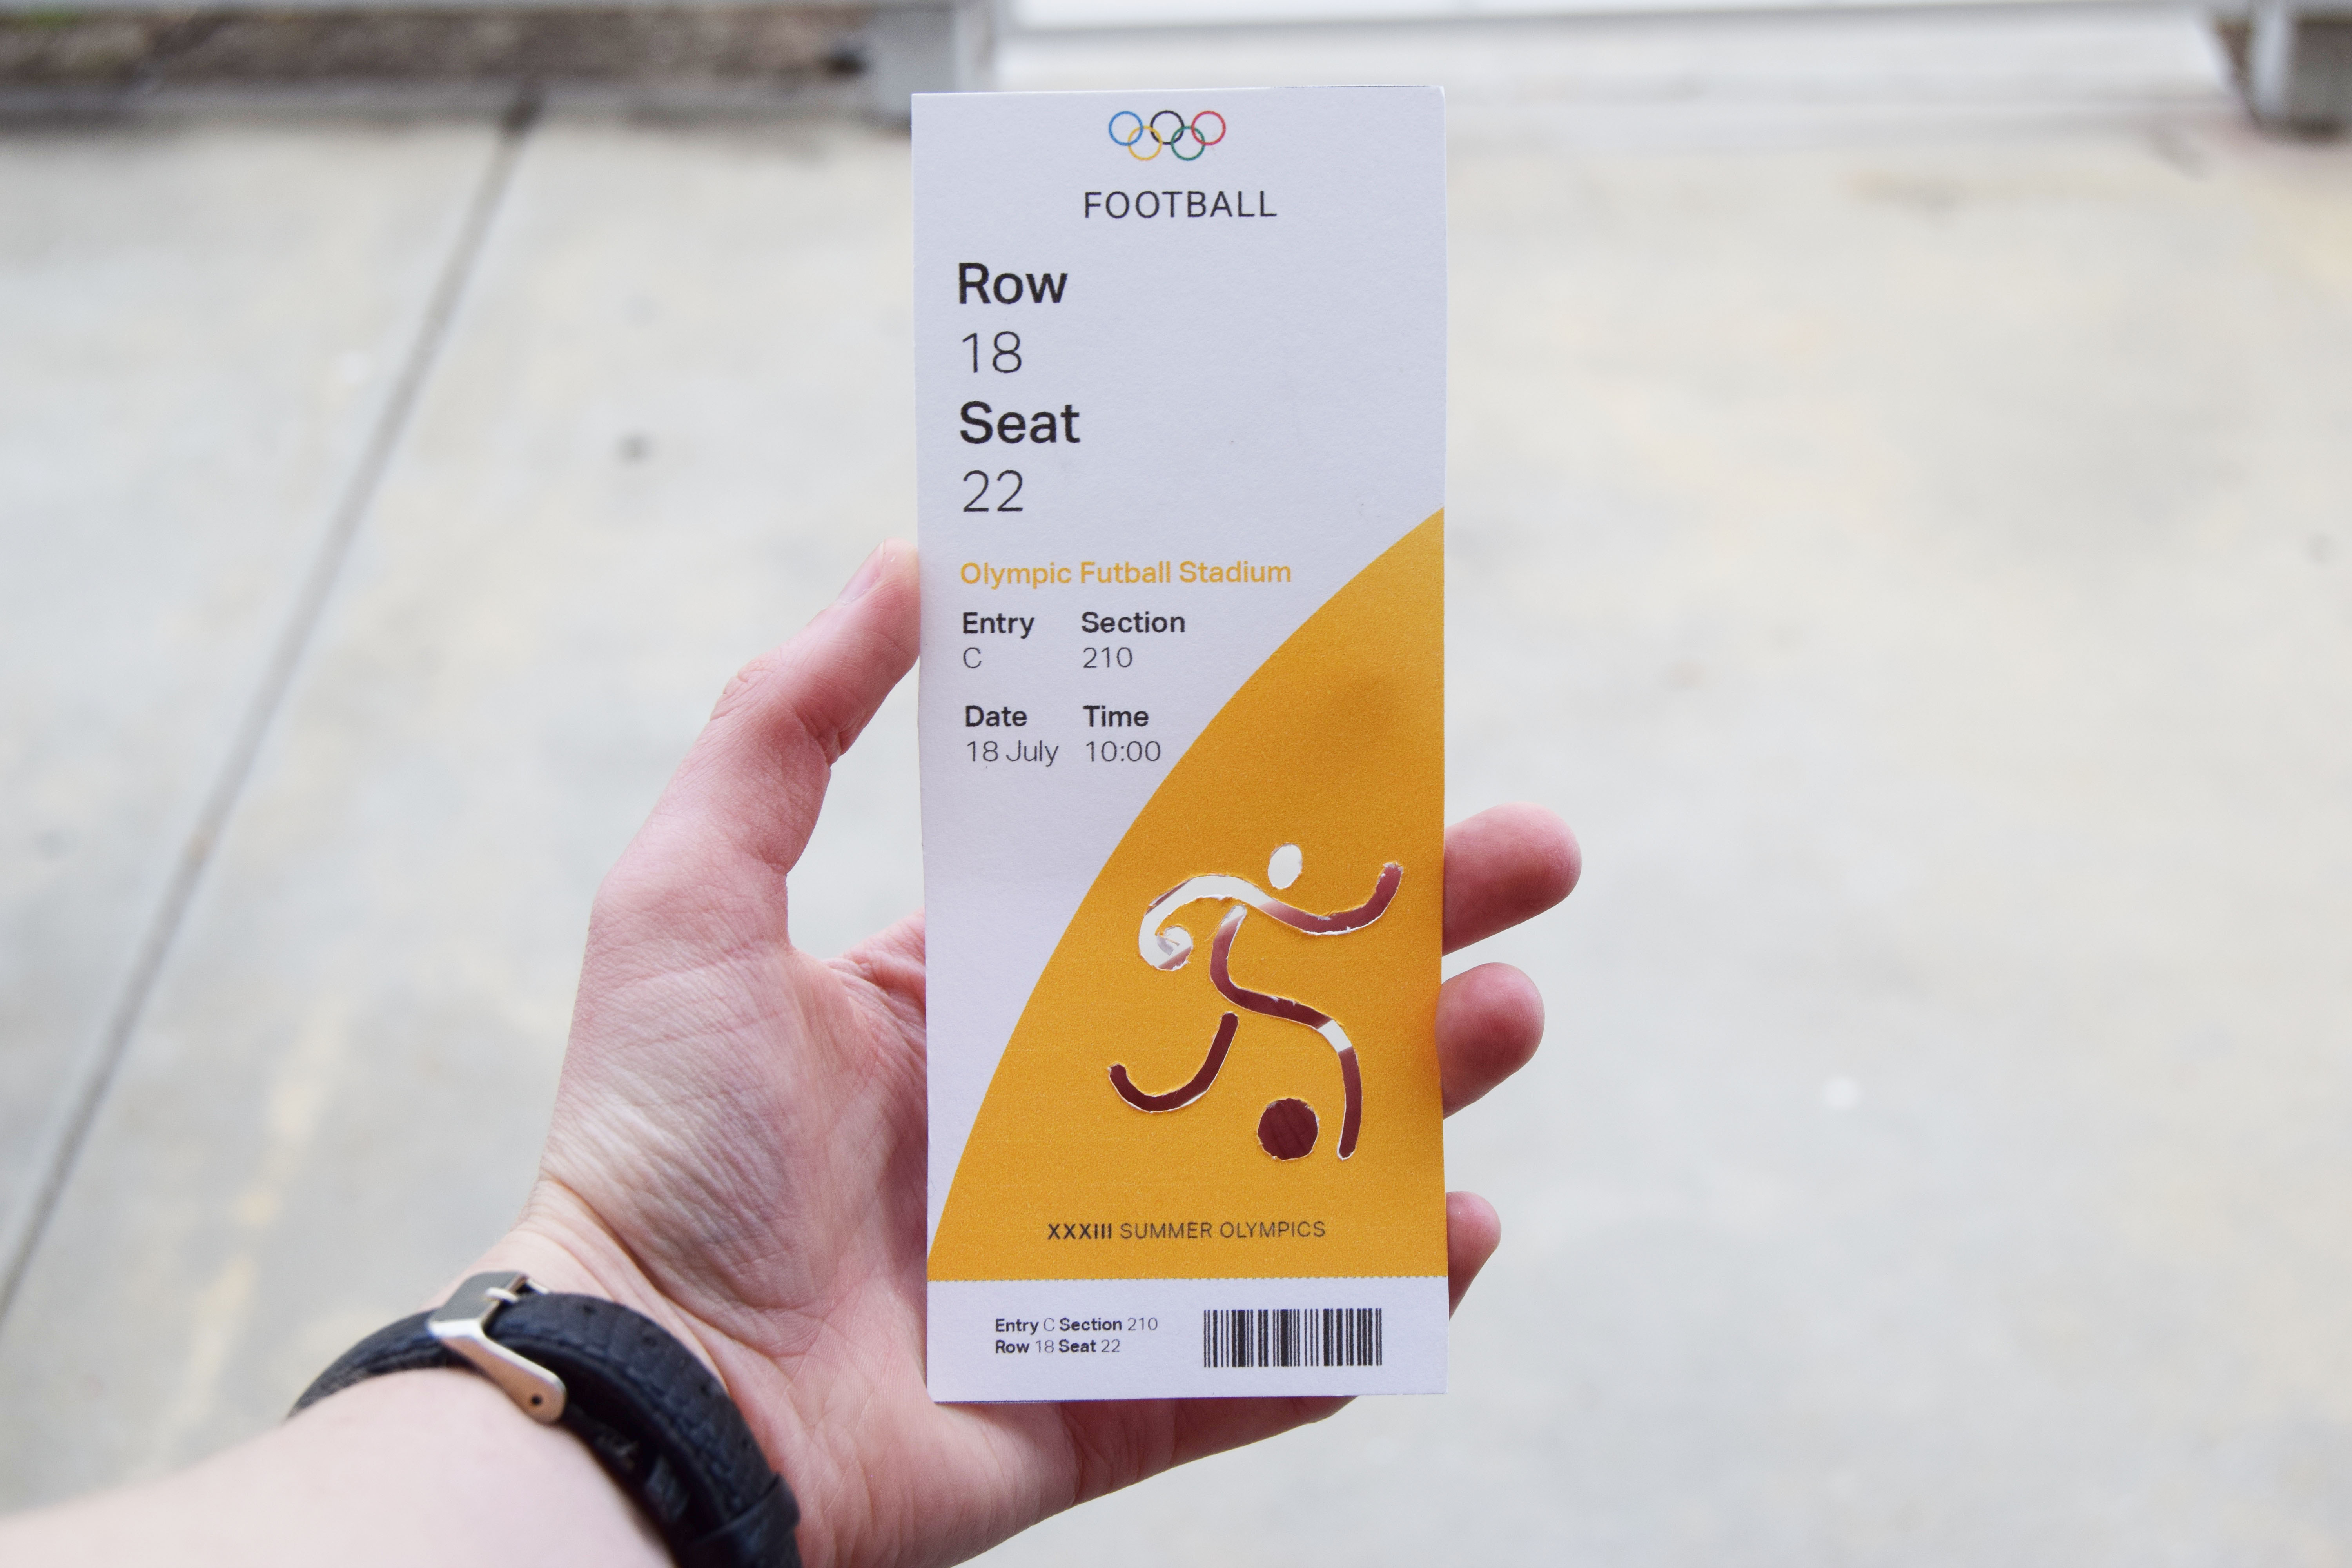 FOOTBALL
Row
18
Seat
22
Olympic Futball Stadium
Entry Section
C 210
Date Time
18 July 10:00
XXXIII SUMMER OLYMPICS
Entry C Section 210
Row 18 Seat 22